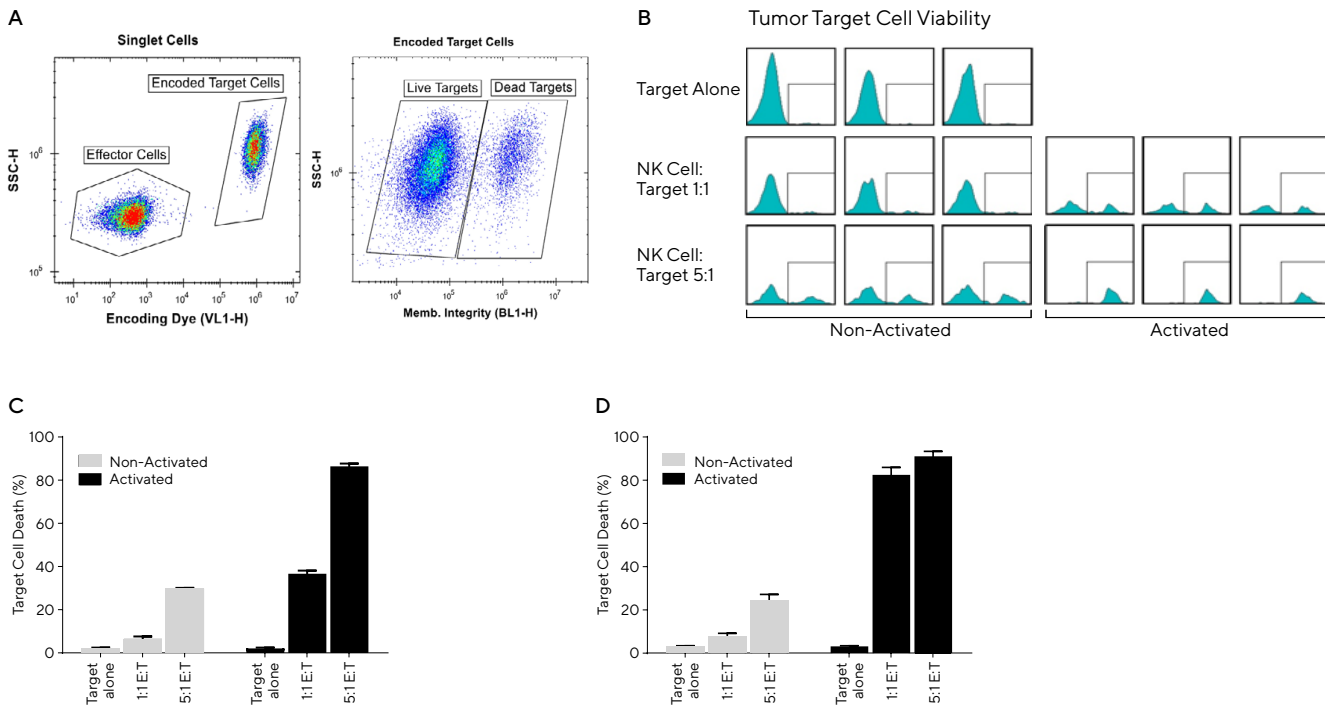 A
Singlet Cells
Encoded Target Cells
Effector Cells
SSC-H
10⁶
10⁵
10¹ 10² 10³ 10⁴ 10⁵ 10⁶ 10⁷
Encoding Dye (VL1-H)
Encoded Target Cells
Live Targets
Dead Targets
SSC-H
10⁶
10⁴ 10⁵ 10⁶ 10⁷
Memb. Integrity (BL1-H)
B
Tumor Target Cell Viability
Target Alone
NK Cell:
Target 1:1
NK Cell:
Target 5:1
Non-Activated
Activated
C
Target Cell Death (%)
100
80
60
40
20
0
Non-Activated
Activated
Target
alone
1:1 E:T
5:1 E:T
Target
alone
1:1 E:T
5:1 E:T
D
Target Cell Death (%)
100
80
60
40
20
0
Non-Activated
Activated
Target
alone
1:1 E:T
5:1 E:T
Target
alone
1:1 E:T
5:1 E:T